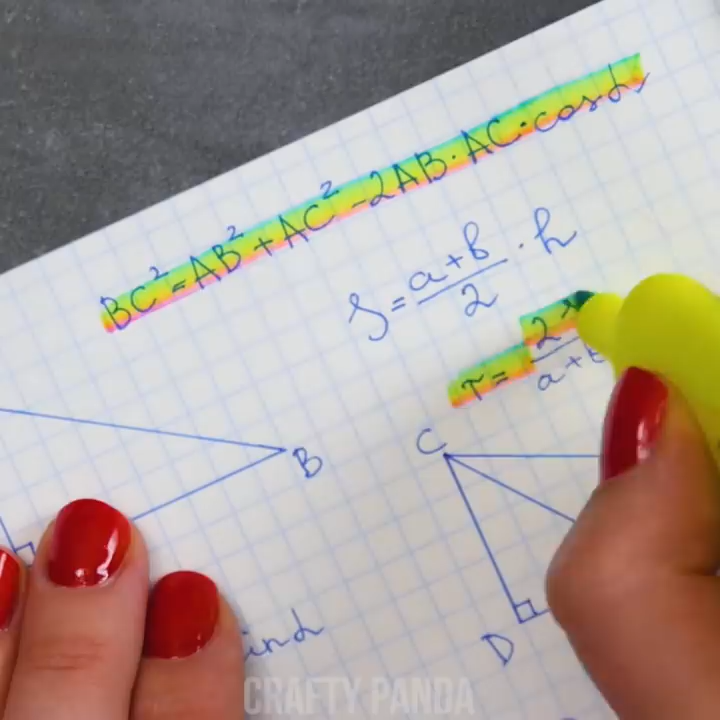 BC² = AB² + AC² - 2AB · AC · cosα
S = a+b/2 · h
r = 2
a+
B
C
D
CRAFTY PANDA